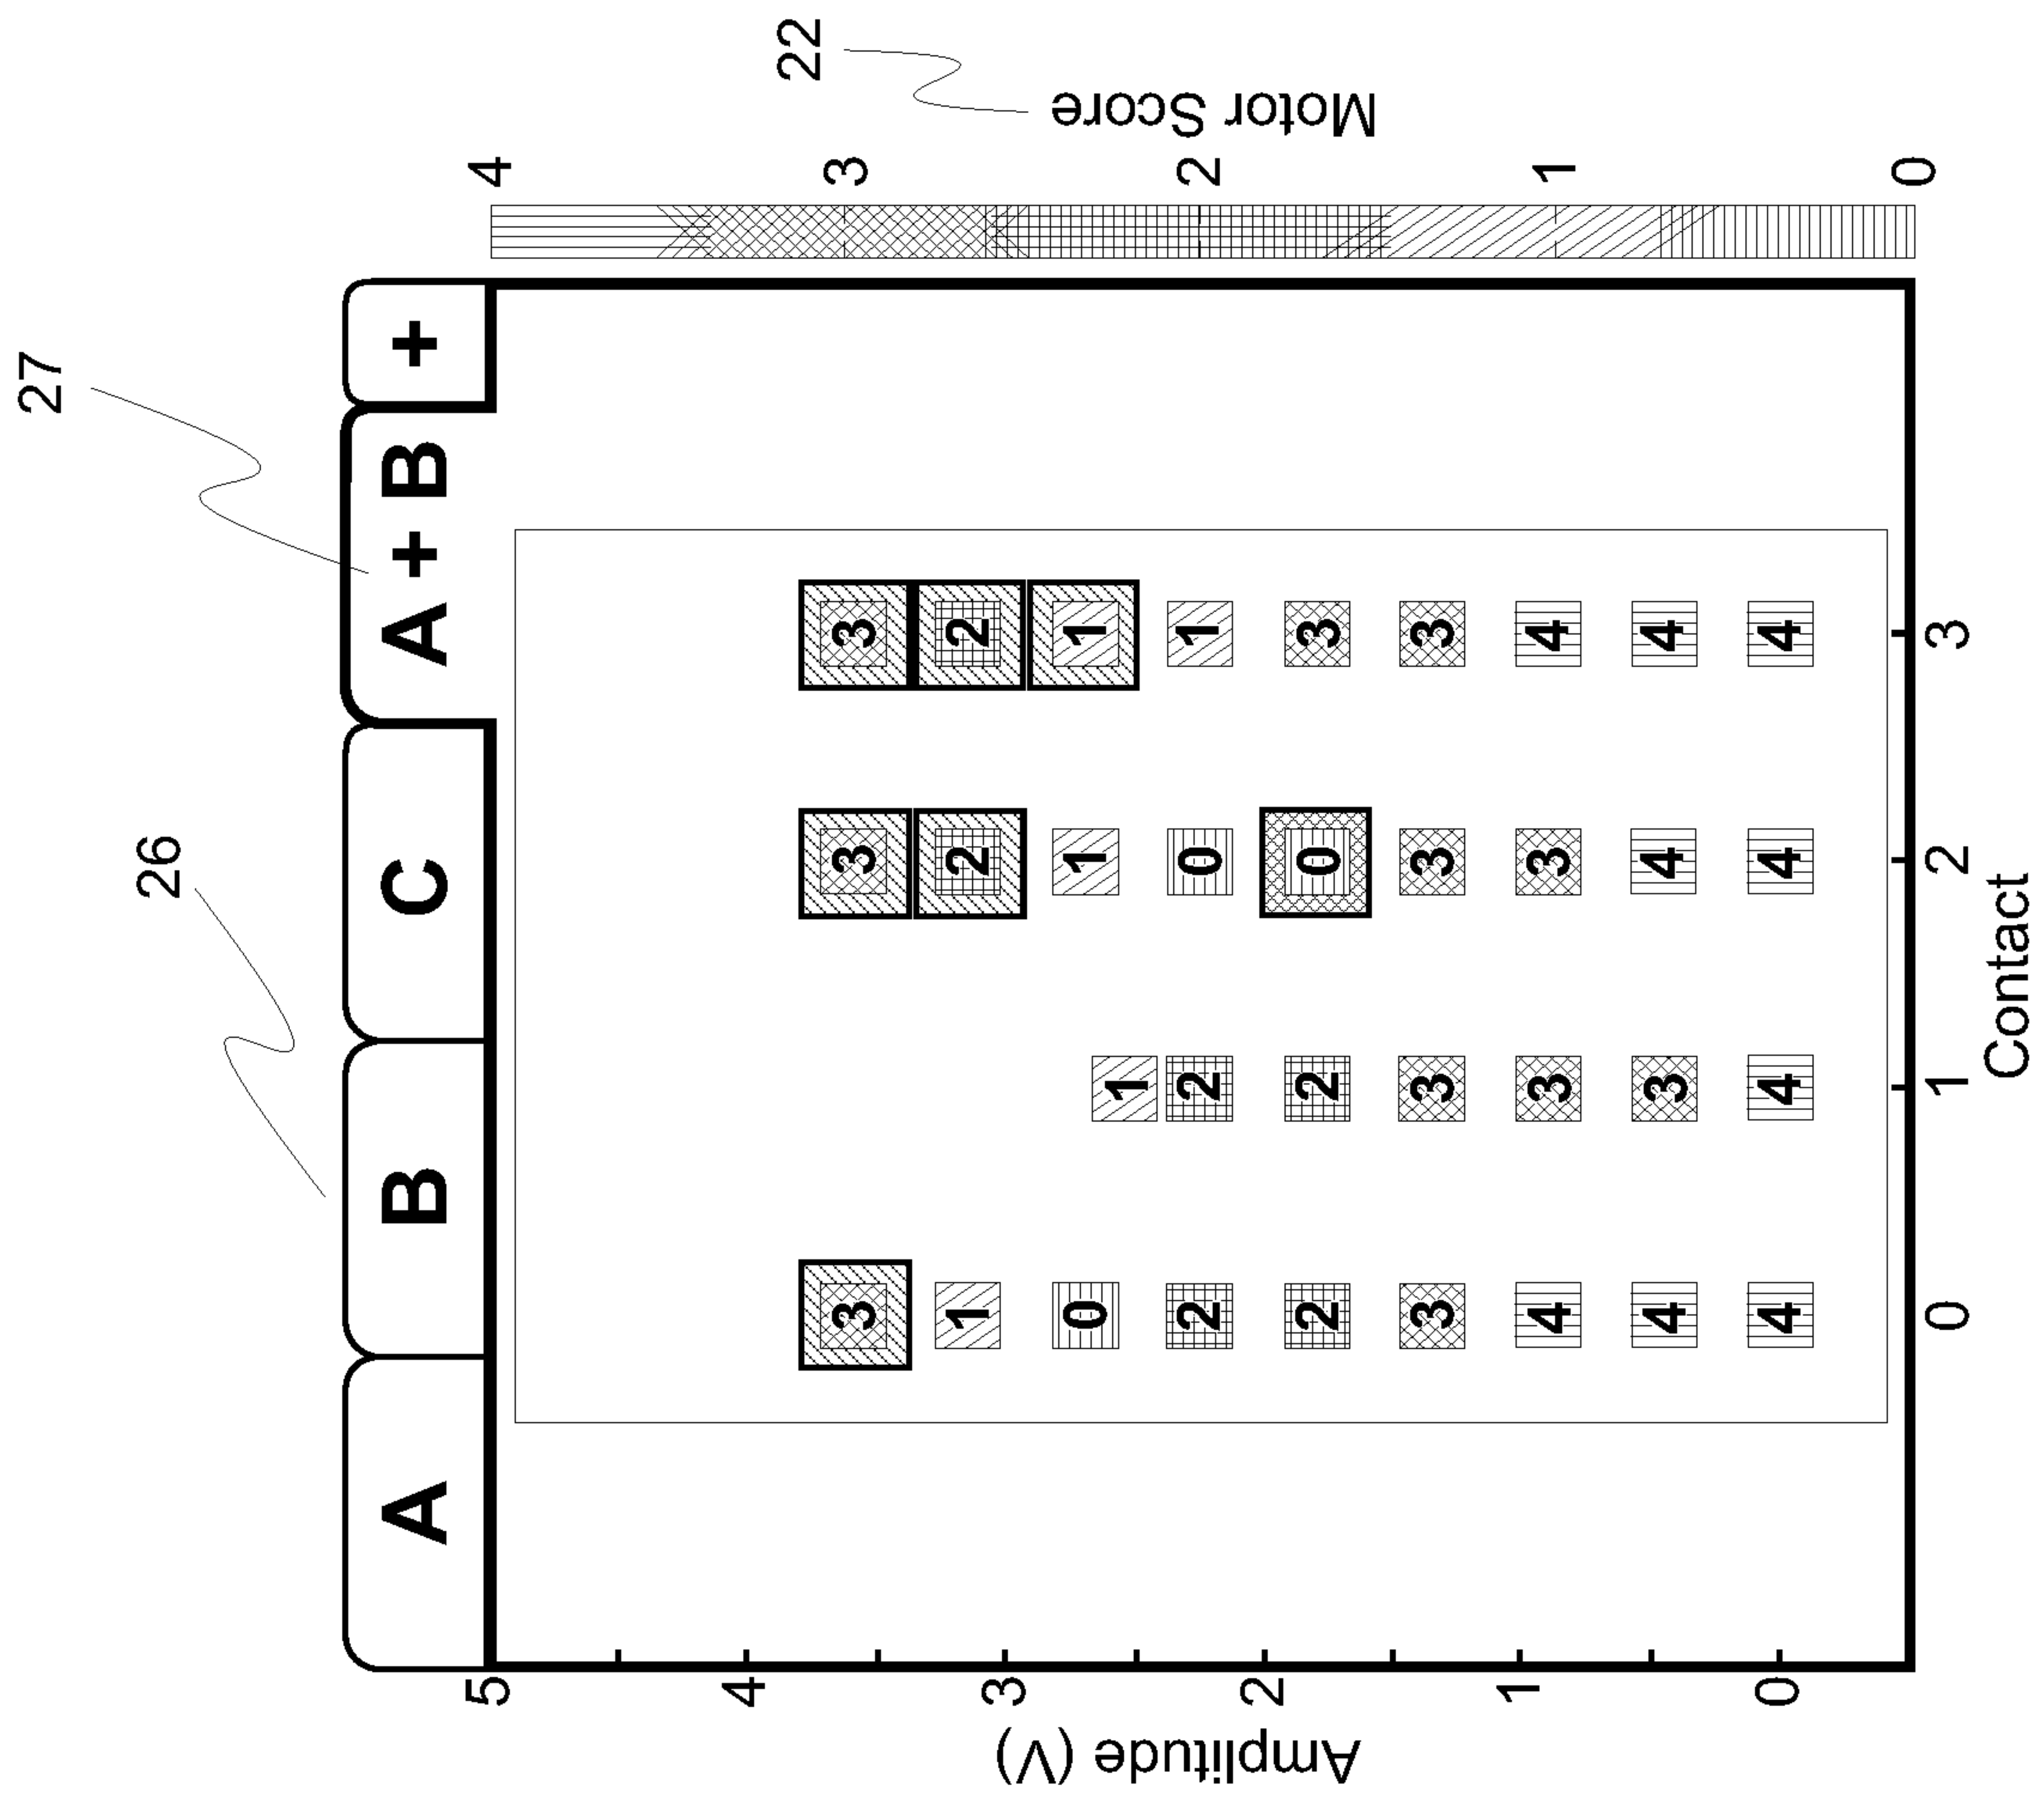 27
26
22
A
B
C
A + B
+
5
4
3
2
1
0
Amplitude (V)
3 3 3
1 2 2
0 1 1 1
2 2 0 1
2 2 0 3
3 3 3 3
4 3 3 4
4 3 4 4
4 4 4 4
0 1 2 3
Contact
4
3
2
1
0
Motor Score